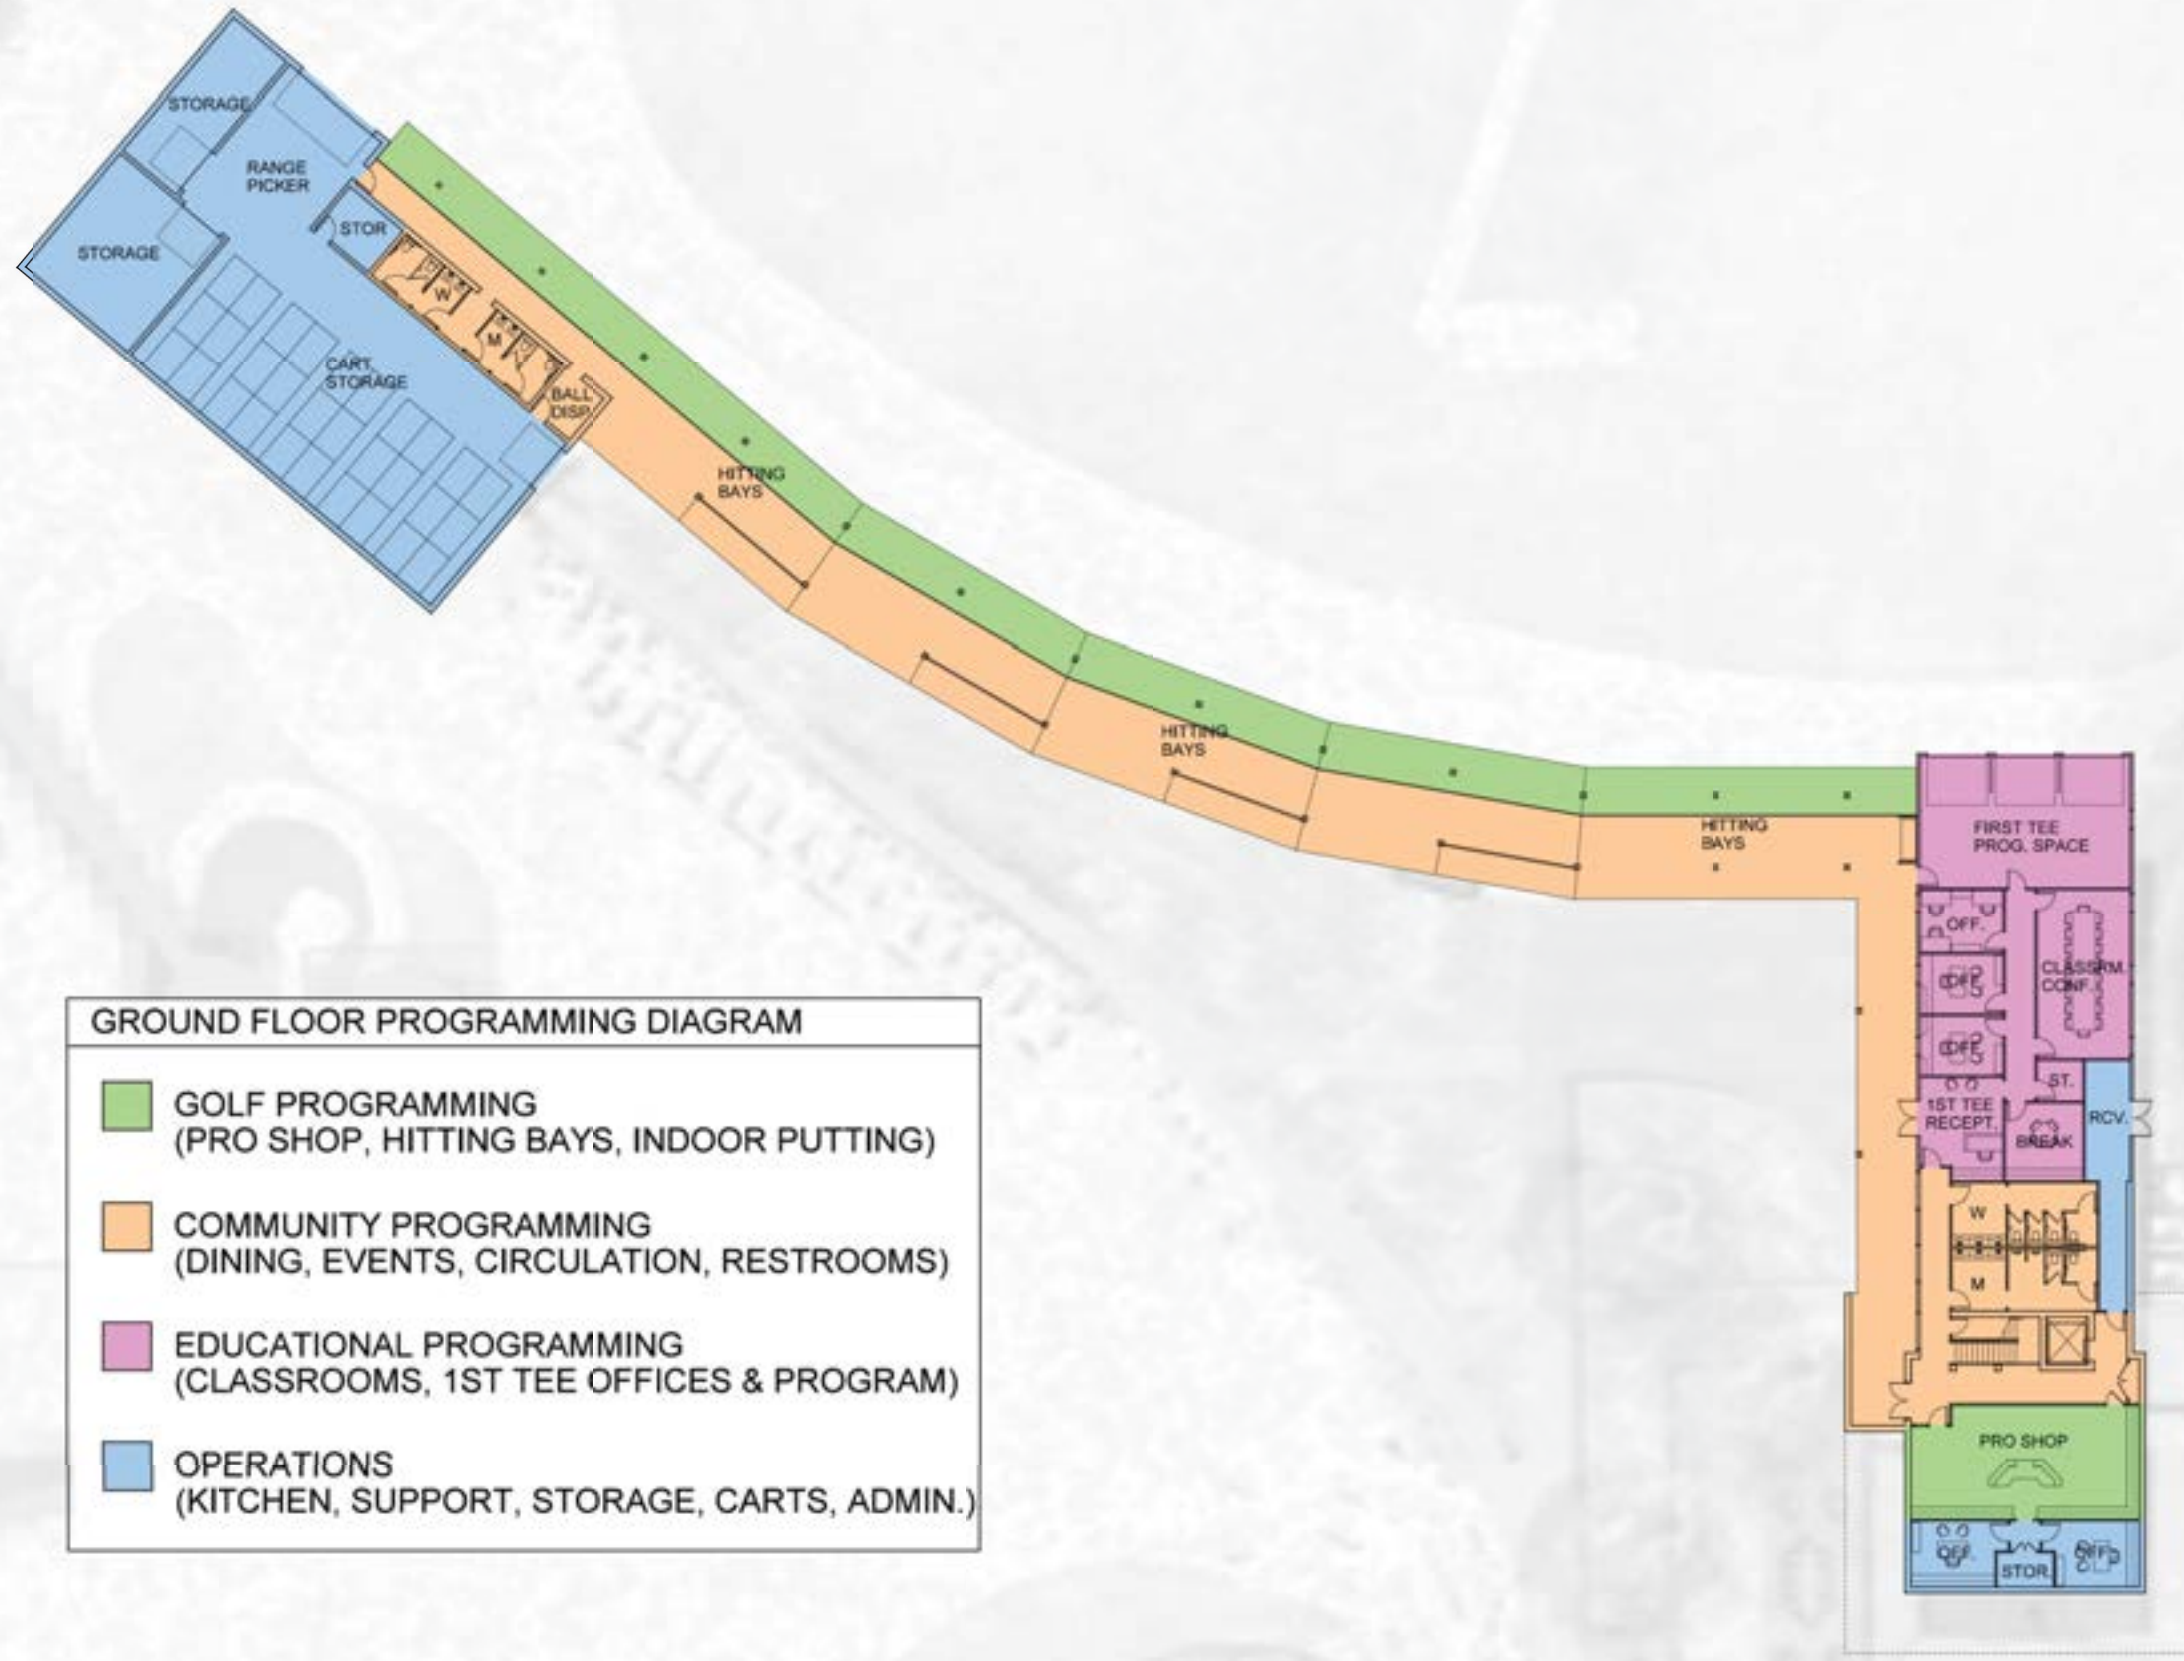 STORAGE
RANGE
PICKER
STOR
STORAGE
W
M
CART
STORAGE
BALL
DISP.
HITTING
BAYS
HITTING
BAYS
HITTING
BAYS
FIRST TEE
PROG. SPACE
OFF.
CLASSRM.
CONF.
OFF.
OFF.
ST.
1ST TEE
RECEPT.
RCV.
BREAK
W
M
PRO SHOP
OFF.
OFF.
STOR.
GROUND FLOOR PROGRAMMING DIAGRAM
GOLF PROGRAMMING
(PRO SHOP, HITTING BAYS, INDOOR PUTTING)
COMMUNITY PROGRAMMING
(DINING, EVENTS, CIRCULATION, RESTROOMS)
EDUCATIONAL PROGRAMMING
(CLASSROOMS, 1ST TEE OFFICES & PROGRAM)
OPERATIONS
(KITCHEN, SUPPORT, STORAGE, CARTS, ADMIN.)